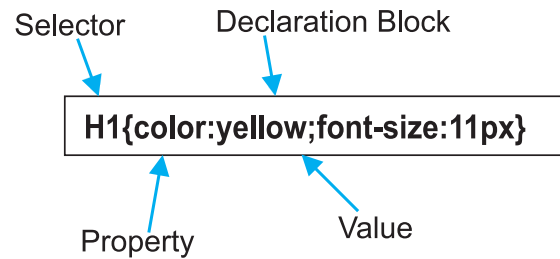 Selector Declaration Block
H1{color:yellow;font-size:11px}
Property Value